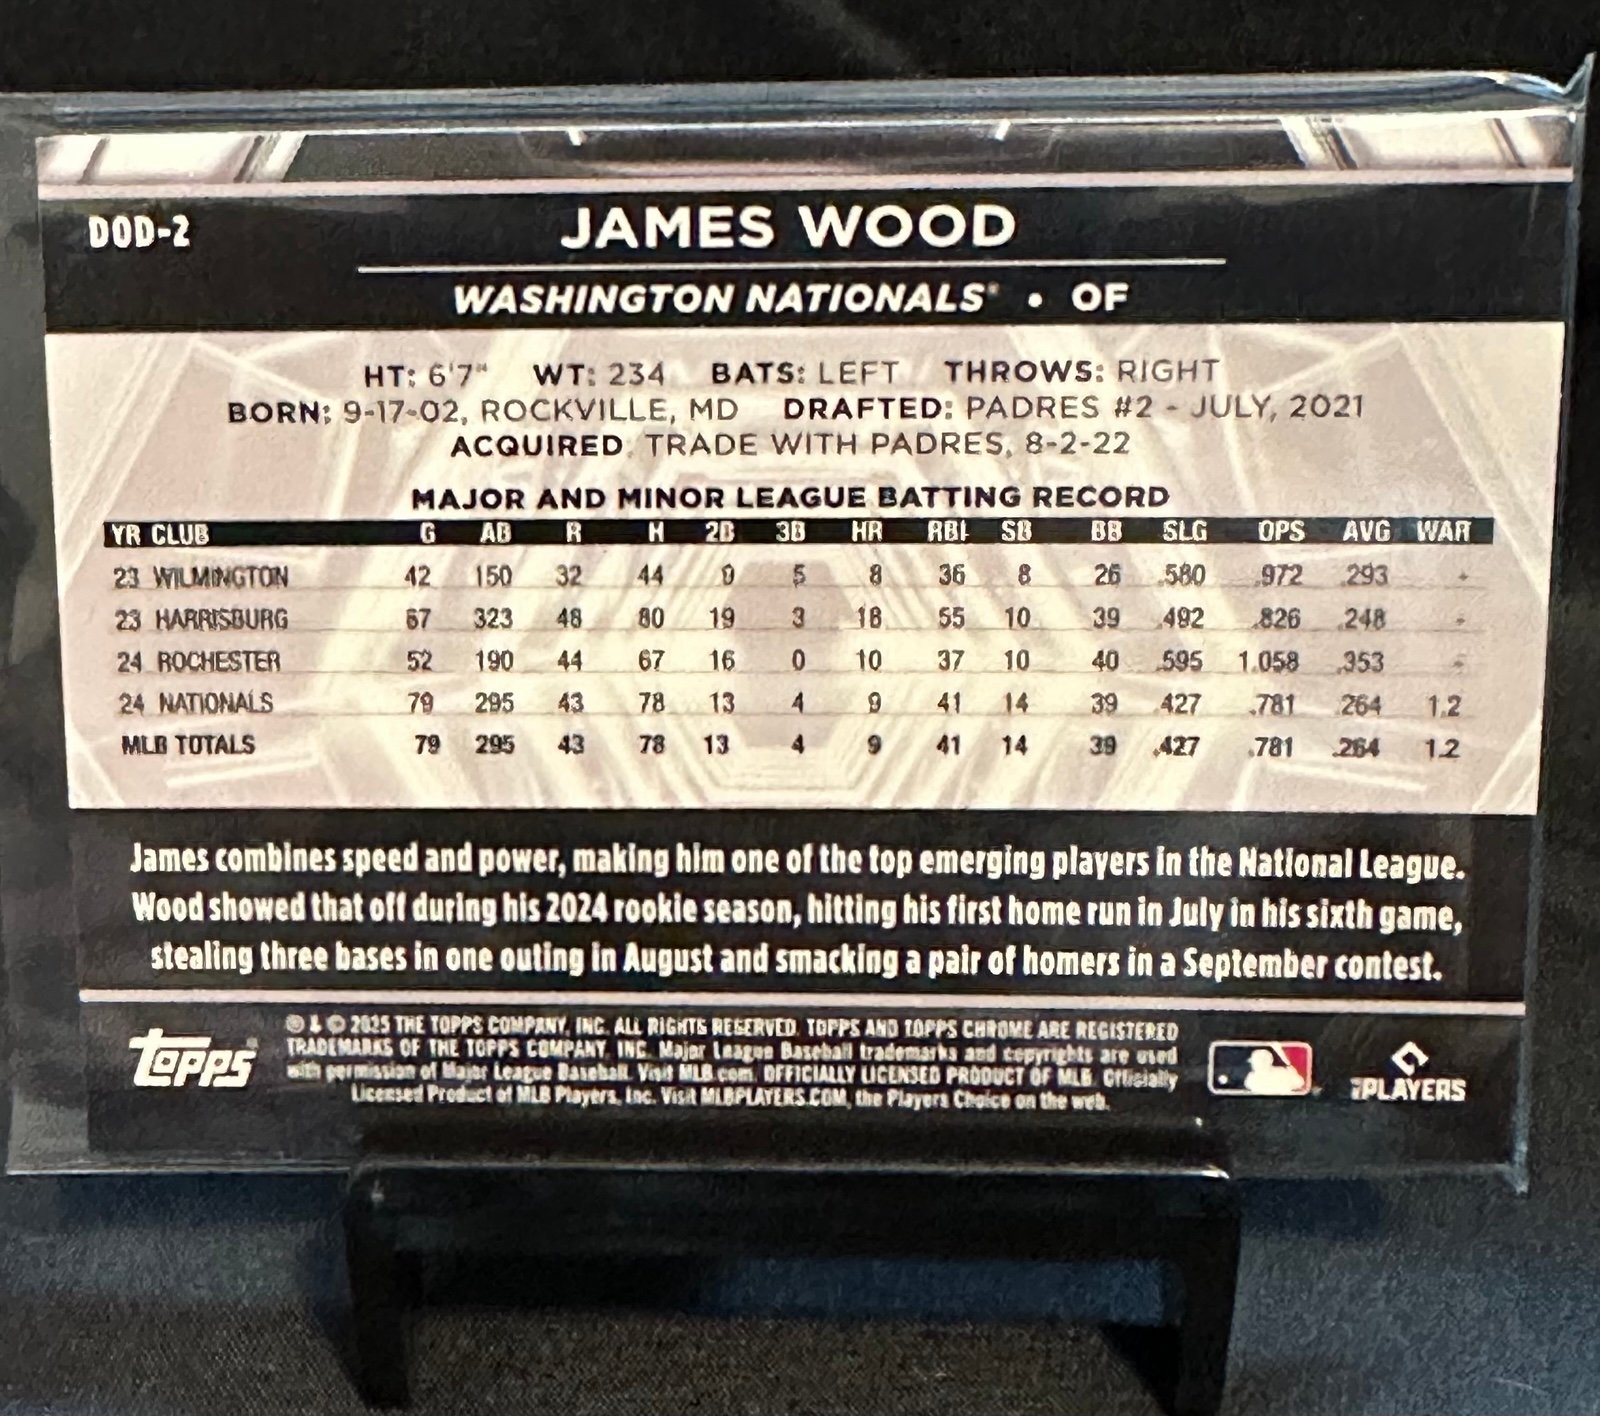 DOD-2
JAMES WOOD
WASHINGTON NATIONALS® • OF
HT: 6'7" WT: 234 BATS: LEFT THROWS: RIGHT
BORN: 9-17-02, ROCKVILLE, MD DRAFTED: PADRES #2 - JULY, 2021
ACQUIRED: TRADE WITH PADRES, 8-2-22
MAJOR AND MINOR LEAGUE BATTING RECORD
YR CLUB G AB R H 2B 3B HR RBI SB BB SLG OPS AVG WAR
23 WILMINGTON 42 150 32 44 9 5 8 36 8 26 .580 .972 .293 -
23 HARRISBURG 87 323 48 80 19 3 18 55 10 39 .492 .826 .248 -
24 ROCHESTER 52 190 44 67 16 0 10 37 10 40 .595 1.058 .353 -
24 NATIONALS 79 295 43 78 13 4 9 41 14 39 .427 .781 .264 1.2
MLB TOTALS 79 295 43 78 13 4 9 41 14 39 .427 .781 .264 1.2
James combines speed and power, making him one of the top emerging players in the National League.
Wood showed that off during his 2024 rookie season, hitting his first home run in July in his sixth game,
stealing three bases in one outing in August and smacking a pair of homers in a September contest.
topps®
® & © 2025 THE TOPPS COMPANY, INC. ALL RIGHTS RESERVED. TOPPS AND TOPPS CHROME ARE REGISTERED
TRADEMARKS OF THE TOPPS COMPANY, INC. Major League Baseball trademarks and copyrights are used
with permission of Major League Baseball. Visit MLB.com. OFFICIALLY LICENSED PRODUCT OF MLB. Officially
Licensed Product of MLB Players, Inc. Visit MLBPLAYERS.COM, the Players Choice on the web.
PLAYERS